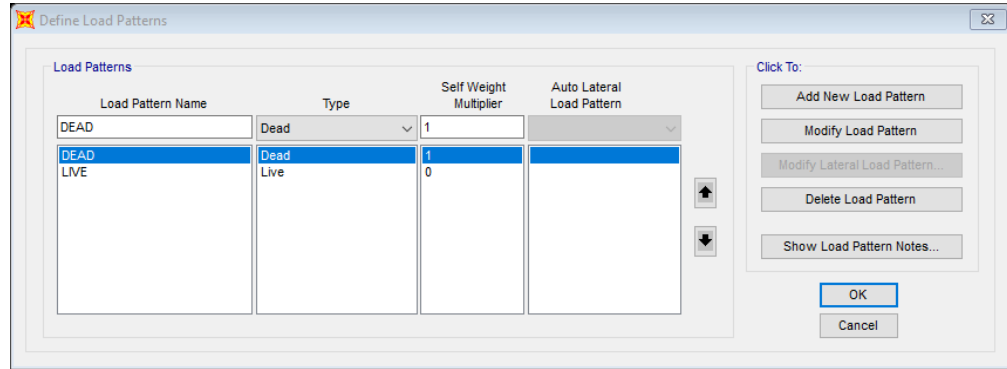 Define Load Patterns
Load Patterns
Click To:
Load Pattern Name
Type
Self Weight
Multiplier
Auto Lateral
Load Pattern
DEAD
Dead
1
DEAD Dead 1
LIVE Live 0
Add New Load Pattern
Modify Load Pattern
Modify Lateral Load Pattern...
Delete Load Pattern
Show Load Pattern Notes...
OK
Cancel